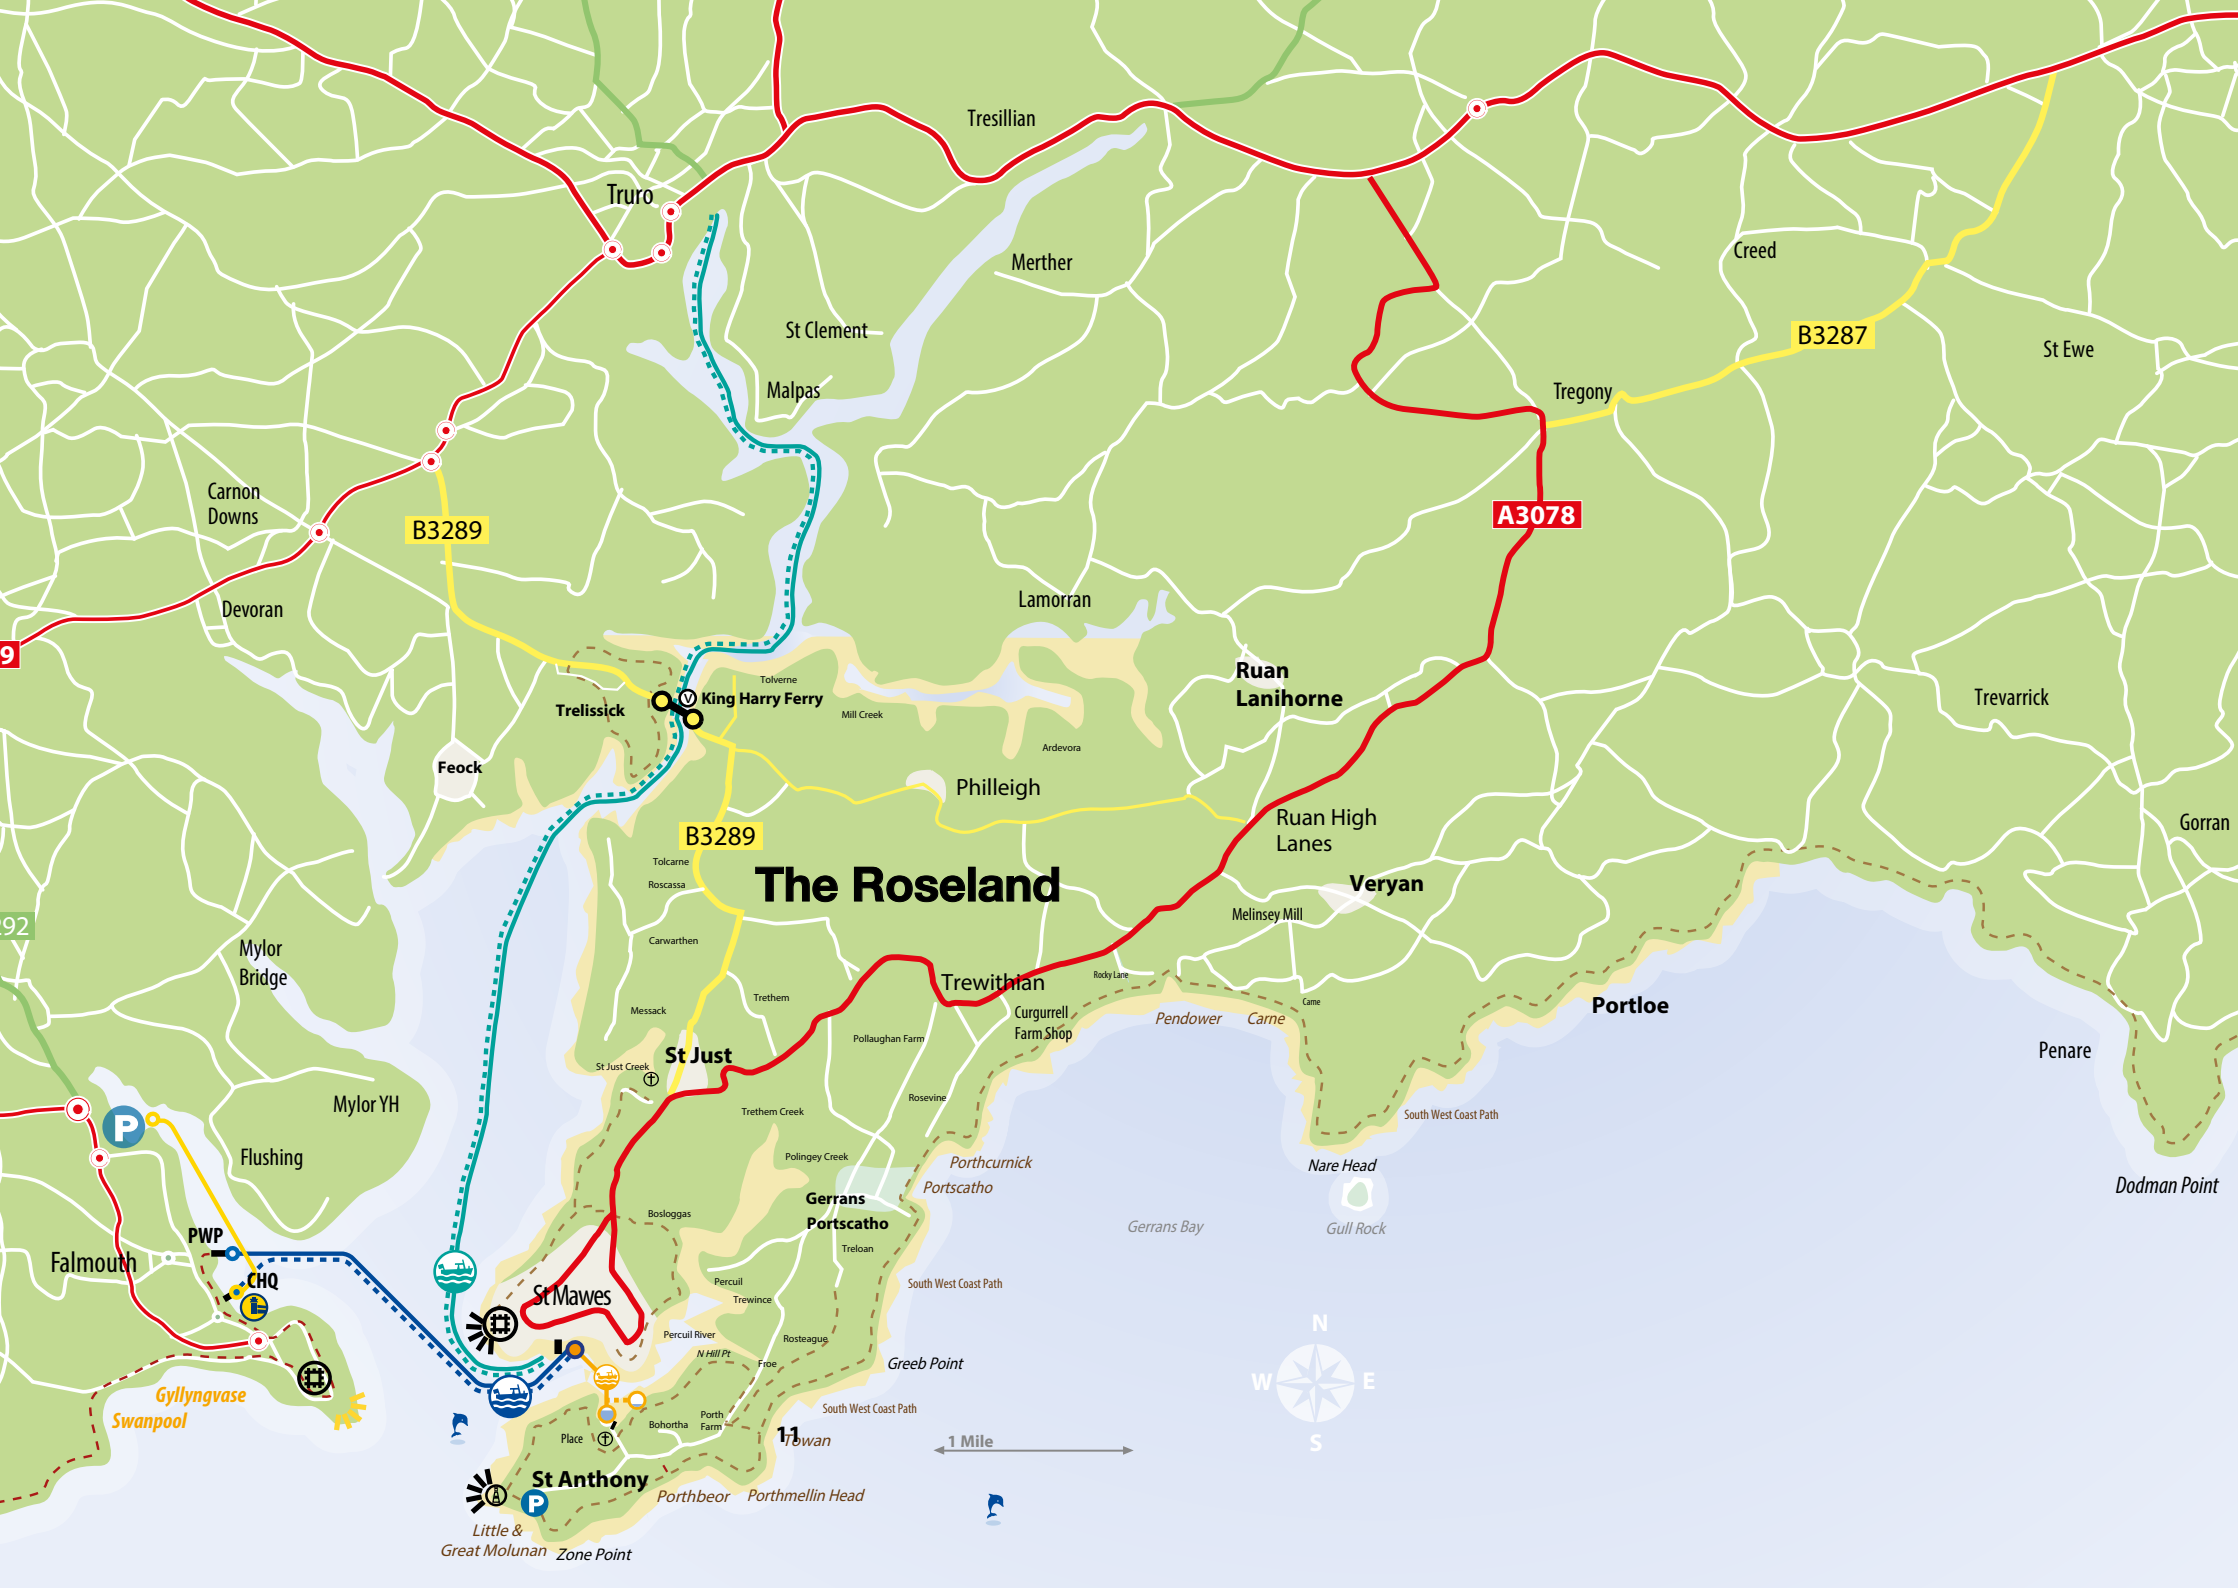 Tresillian
Truro
Merther
Creed
St Clement
B3287
St Ewe
Malpas
Tregony
Carnon
Downs
B3289
A3078
Devoran
Lamorran
9
Ruan
Lanihorne
Tolverne
V
King Harry Ferry
Trelissick
Mill Creek
Trevarrick
Ardevora
Feock
Philleigh
Ruan High
Lanes
Gorran
B3289
Tolcarne
Roscassa
The Roseland
Veryan
Melinsey Mill
292
Carwarthen
Mylor
Bridge
Rocky Lane
Trewithian
Trethem
Messack
Came
Portloe
Curgurrell
Farm Shop
Pendower
Carne
Pollaughan Farm
St Just
Penare
St Just Creek
Mylor YH
Rosevine
Trethem Creek
South West Coast Path
P
Flushing
Polingey Creek
Porthcurnick
Nare Head
Portscatho
Dodman Point
Gerrans
Portscatho
Bosloggas
Gerrans Bay
Gull Rock
PWP
Treloan
Falmouth
CHQ
Percuil
South West Coast Path
St Mawes
Trewince
N
Percuil River
Rosteague
N Hill Pt
Froe
Greeb Point
W
E
Gyllyngvase
Swanpool
South West Coast Path
Porth
Farm
Bohortha
Place
11
Towan
1 Mile
S
St Anthony
P
Porthbeor
Porthmellin Head
Little &
Great Molunan
Zone Point